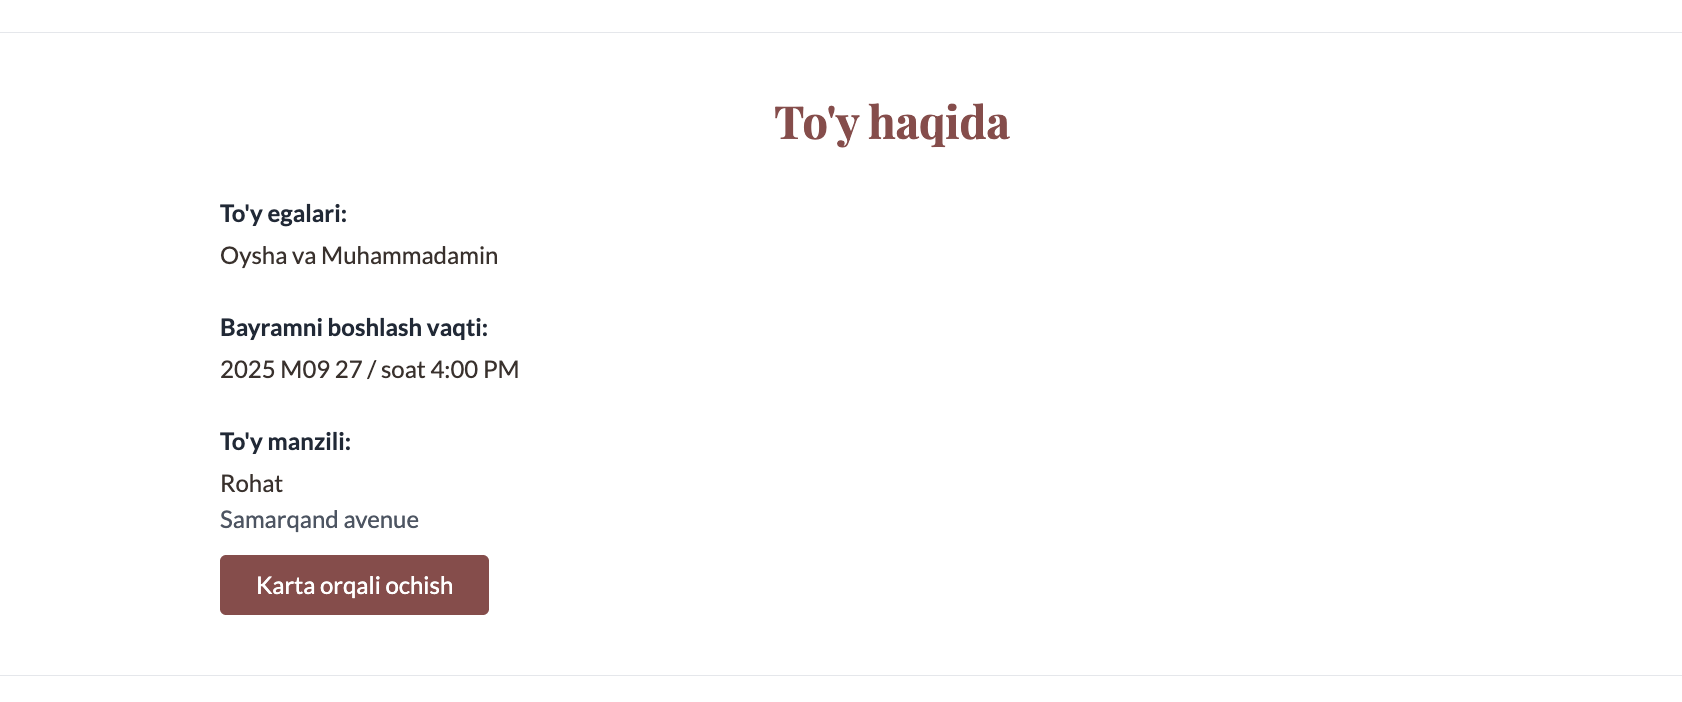 To'y haqida
To'y egalari:
Oysha va Muhammadamin
Bayramni boshlash vaqti:
2025 M09 27 / soat 4:00 PM
To'y manzili:
Rohat
Samarqand avenue
Karta orqali ochish